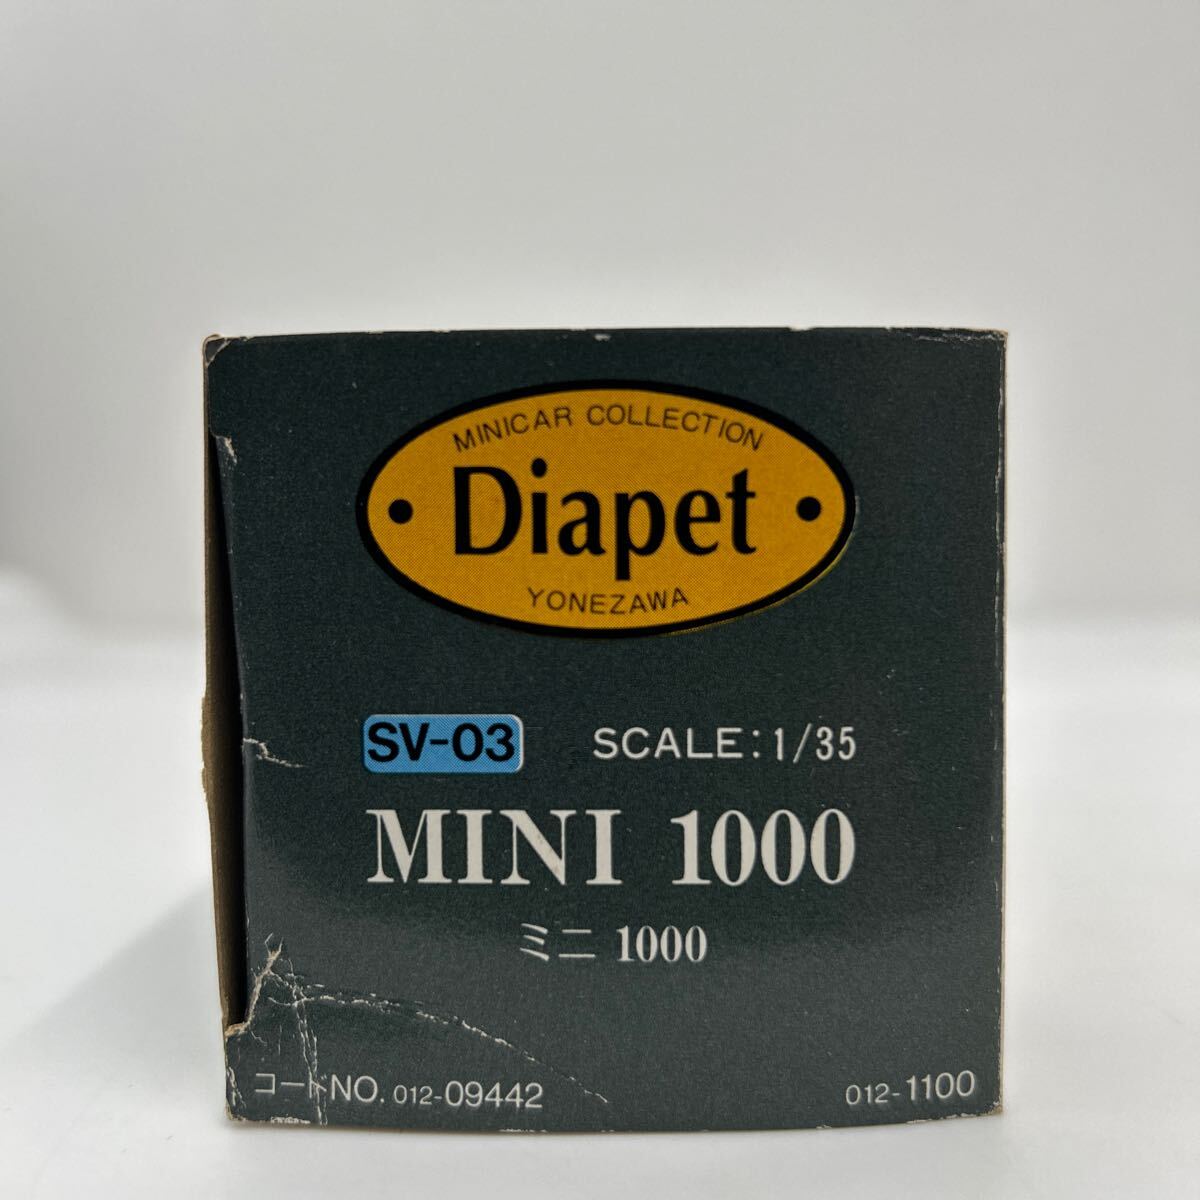 MINICAR COLLECTION
• Diapet •
YONEZAWA
SV-03 SCALE:1/35
MINI 1000
ミニ 1000
コードNO. 012-09442 012-1100